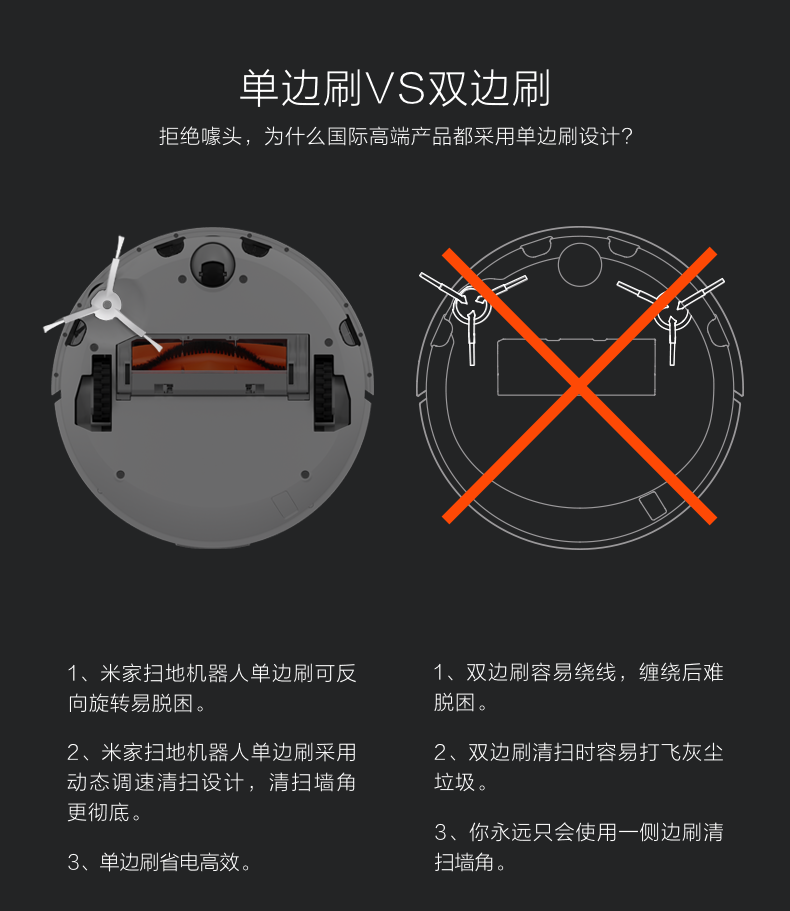 单边刷VS双边刷
拒绝噱头，为什么国际高端产品都采用单边刷设计？
1、米家扫地机器人单边刷可反
向旋转易脱困。
2、米家扫地机器人单边刷采用
动态调速清扫设计，清扫墙角
更彻底。
3、单边刷省电高效。
1、双边刷容易绕线，缠绕后难
脱困。
2、双边刷清扫时容易打飞灰尘
垃圾。
3、你永远只会使用一侧边刷清
扫墙角。